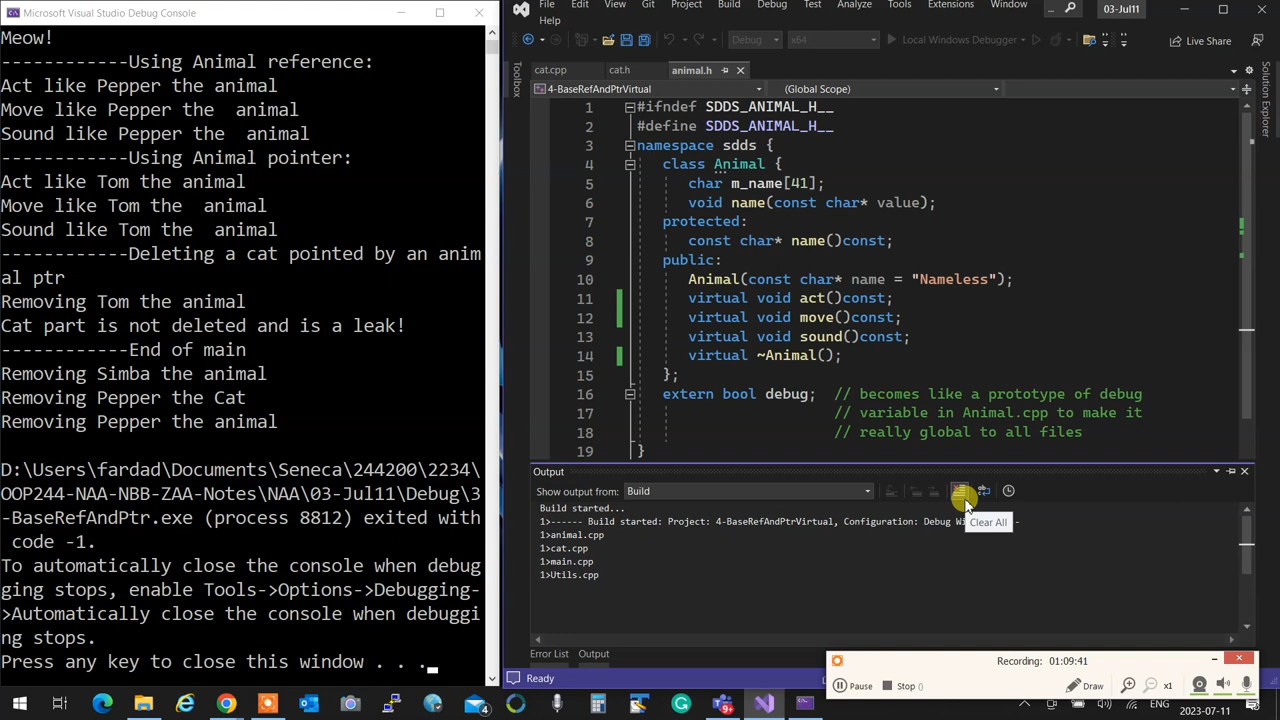 Microsoft Visual Studio Debug Console
Meow!
------------Using Animal reference:
Act like Pepper the animal
Move like Pepper the  animal
Sound like Pepper the  animal
------------Using Animal pointer:
Act like Tom the animal
Move like Tom the  animal
Sound like Tom the  animal
------------Deleting a cat pointed by an anim
al ptr
Removing Tom the animal
Cat part is not deleted and is a leak!
------------End of main
Removing Simba the animal
Removing Pepper the Cat
Removing Pepper the animal
D:\Users\fardad\Documents\Seneca\244200\2234\
OOP244-NAA-NBB-ZAA-Notes\NAA\03-Jul11\Debug\3
-BaseRefAndPtr.exe (process 8812) exited with
 code -1.
To automatically close the console when debug
ging stops, enable Tools->Options->Debugging-
>Automatically close the console when debuggi
ng stops.
Press any key to close this window . . .
File Edit View Git Project Build Debug Test Analyze Tools Extensions Window
Help
03-Jul11
Debug x64 Local Windows Debugger Live Share
Toolbox
cat.cpp cat.h animal.h
4-BaseRefAndPtrVirtual (Global Scope)
Solution Explorer
1 #ifndef SDDS_ANIMAL_H__
2 #define SDDS_ANIMAL_H__
3 namespace sdds {
4 class Animal {
5 char m_name[41];
6 void name(const char* value);
7 protected:
8 const char* name()const;
9 public:
10 Animal(const char* name = "Nameless");
11 virtual void act()const;
12 virtual void move()const;
13 virtual void sound()const;
14 virtual ~Animal();
15 };
16 extern bool debug;  // becomes like a prototype of debug
17 // variable in Animal.cpp to make it
18 // really global to all files
19 }
Output
Show output from: Build
Build started...
1>------ Build started: Project: 4-BaseRefAndPtrVirtual, Configuration: Debug Wi
Clear All
1>animal.cpp
1>cat.cpp
1>main.cpp
1>Utils.cpp
Error List Output
Ready
Recording: 01:09:41
Pause Stop Draw x1
ENG 2023-07-11